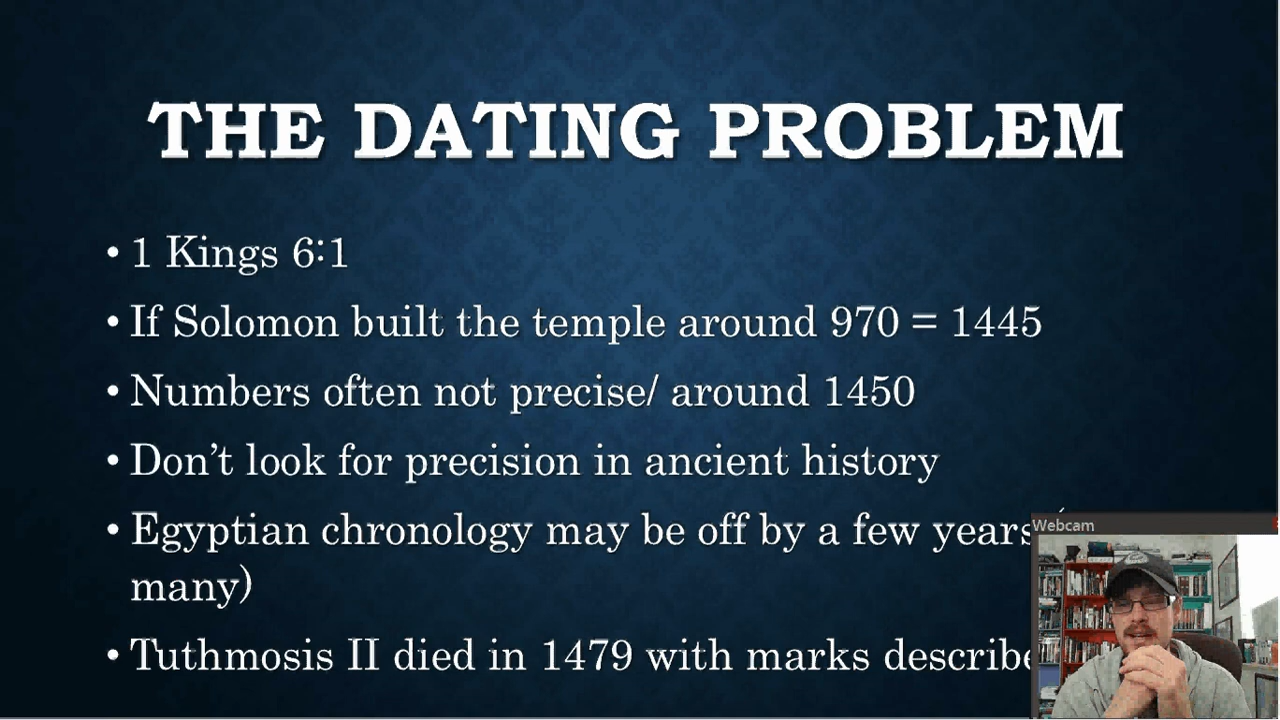 THE DATING PROBLEM
• 1 Kings 6:1
• If Solomon built the temple around 970 = 1445
• Numbers often not precise/ around 1450
• Don't look for precision in ancient history
• Egyptian chronology may be off by a few years
many)
• Tuthmosis II died in 1479 with marks
Webcam